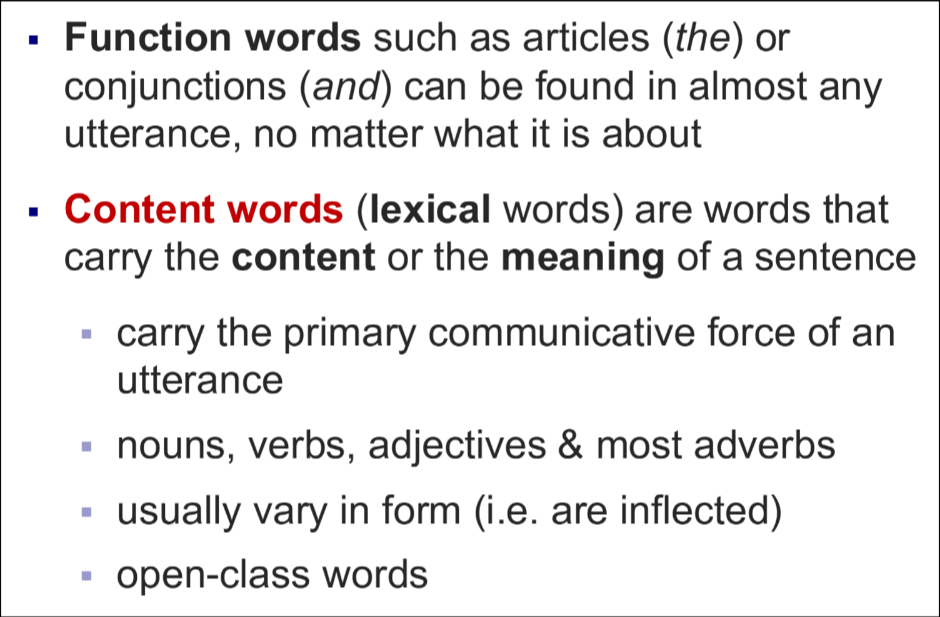 ▪ Function words such as articles (the) or
conjunctions (and) can be found in almost any
utterance, no matter what it is about
▪ Content words (lexical words) are words that
carry the content or the meaning of a sentence
▪ carry the primary communicative force of an
utterance
▪ nouns, verbs, adjectives & most adverbs
▪ usually vary in form (i.e. are inflected)
▪ open-class words